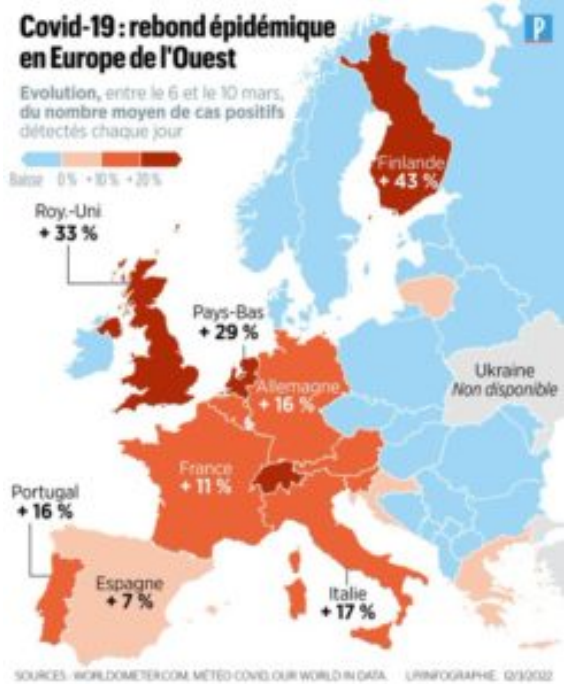 Covid-19 : rebond épidémique
en Europe de l'Ouest
P
Evolution, entre le 6 et le 10 mars,
du nombre moyen de cas positifs
détectés chaque jour
Baisse 0 % +10 % +20 %
Finlande
+ 43 %
Roy.-Uni
+ 33 %
Pays-Bas
+ 29 %
Ukraine
Non disponible
Allemagne
+ 16 %
France
+ 11 %
Portugal
+ 16 %
Espagne
+ 7 %
Italie
+ 17 %
SOURCES : WORLDOMETER.COM, MÉTÉO COVID, OUR WORLD IN DATA. LP/INFOGRAPHIE. 12/3/2022